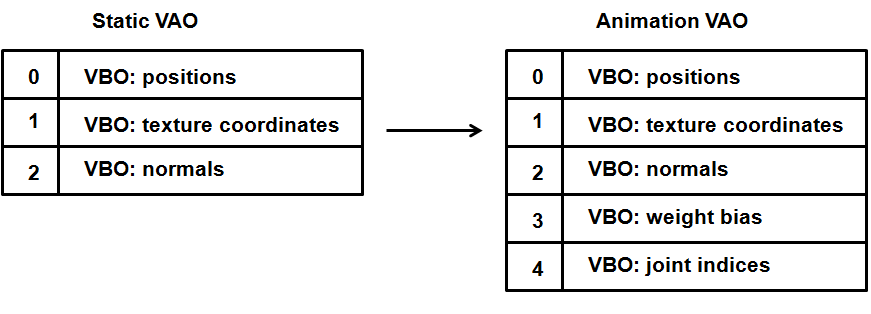 Static VAO
0 VBO: positions
1 VBO: texture coordinates
2 VBO: normals
Animation VAO
0 VBO: positions
1 VBO: texture coordinates
2 VBO: normals
3 VBO: weight bias
4 VBO: joint indices